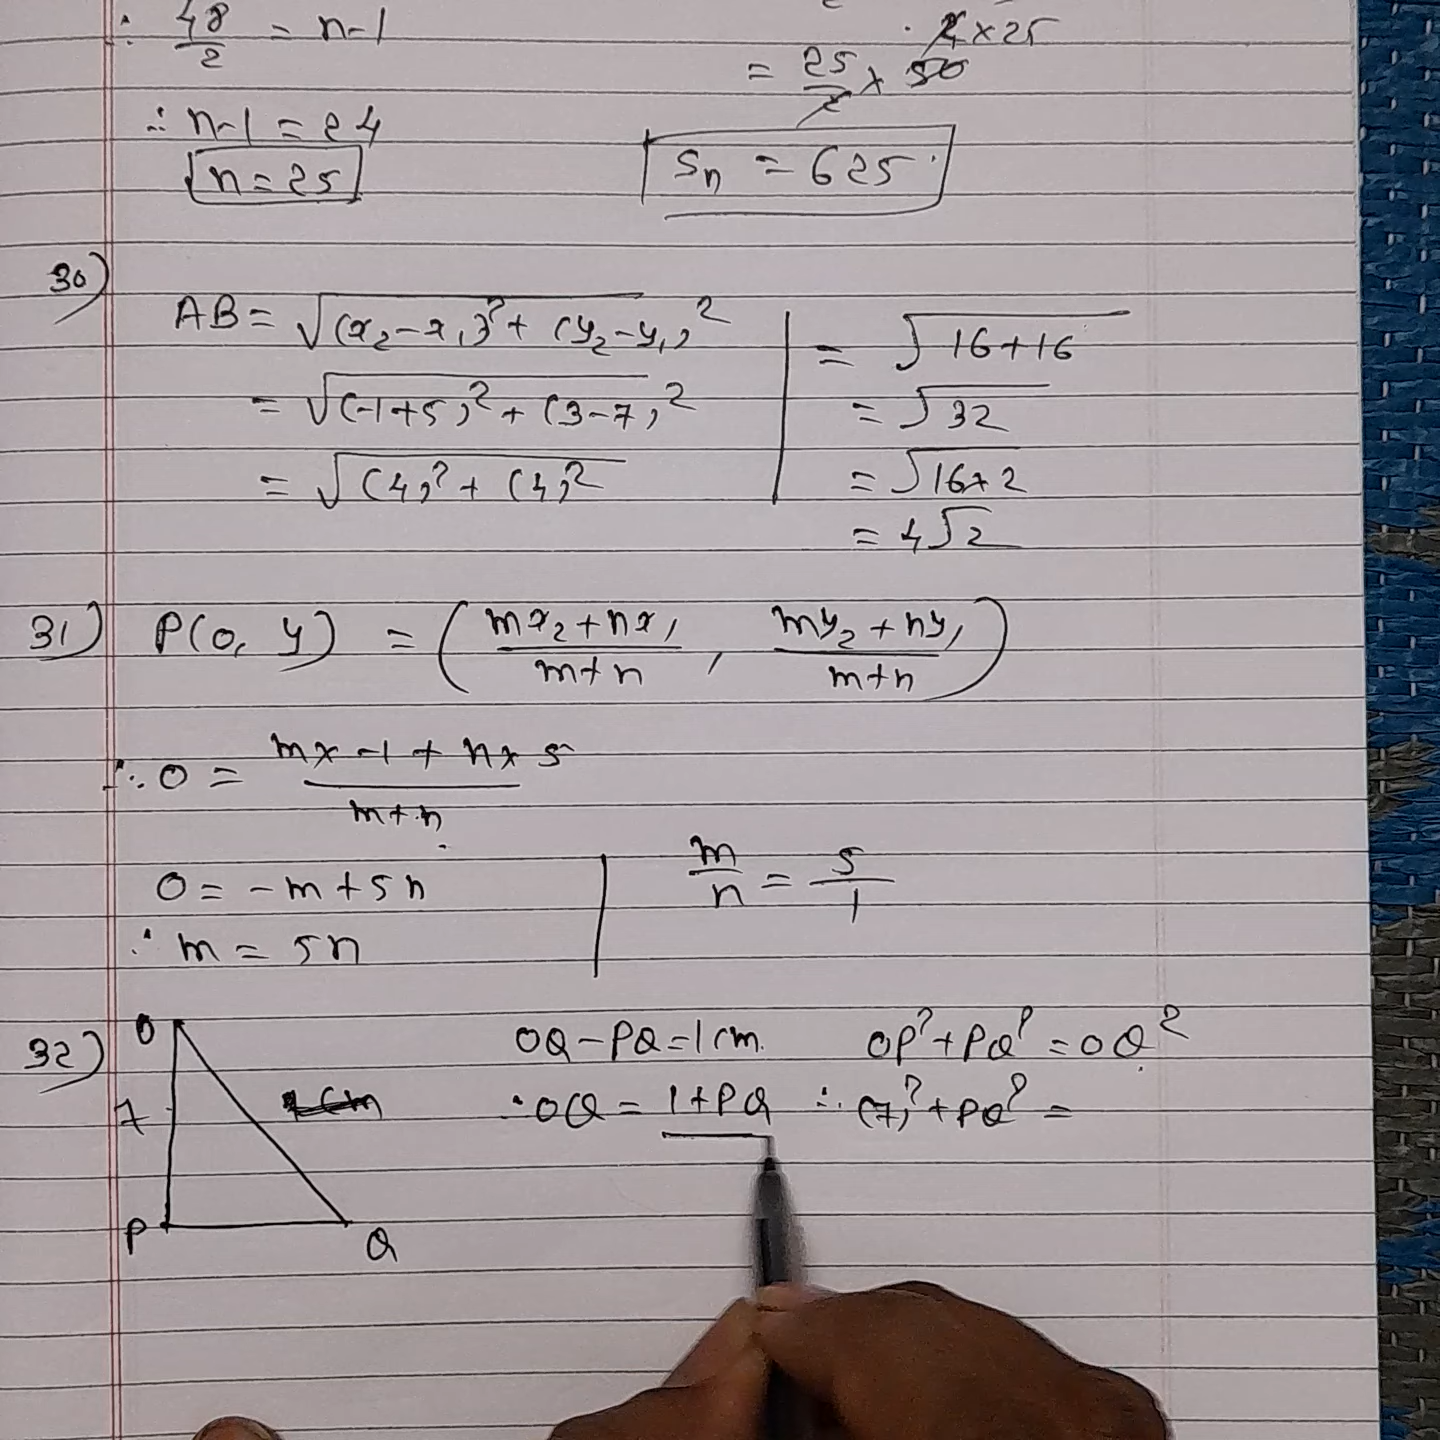 ∴ 48/2 = n-1
∴ n-1 = 24
n = 25
2×25
= 25/2 × 50
Sn = 625
30)
AB = √(x₂-x₁)² + (y₂-y₁)²
= √(-1+5)² + (3-7)²
= √(4)² + (4)²
= √16+16
= √32
= √16×2
= 4√2
31) P(0, y) = (mx₂+nx₁/m+n, my₂+ny₁/m+n)
∴ 0 = m×-1 + n×5/m+n
0 = -m+5n
∴ m = 5n
m/n = 5/1
32) O
7
P
Q
OQ-PQ=1cm.
∴ OQ = 1+PQ
OP²+PQ² = OQ²
∴ (7)²+PQ² =